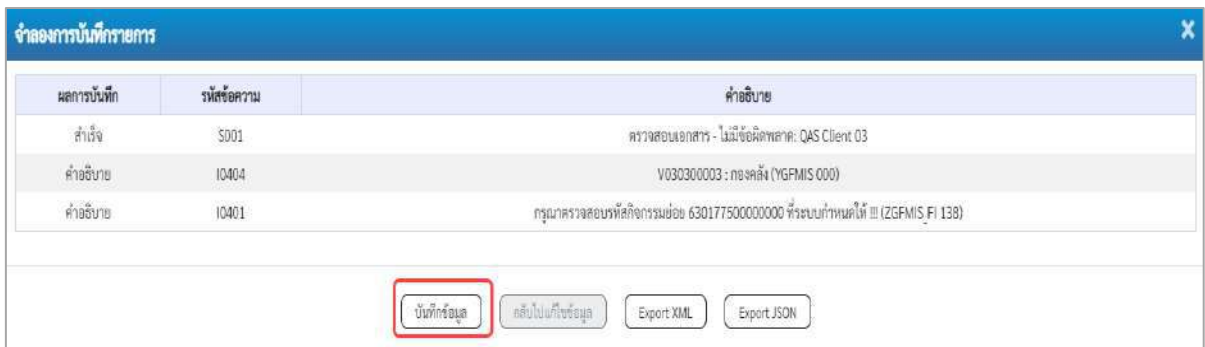 จำลองการบันทึกรายการ X
ผลการบันทึก รหัสข้อความ คำอธิบาย
สำเร็จ S001 ตรวจสอบเอกสาร - ไม่มีข้อผิดพลาด: QAS Client 03
คำอธิบาย I0404 V030300003 : กองคลัง (YGFMIS 000)
คำอธิบาย I0401 กรุณาตรวจสอบรหัสกิจกรรมย่อย 630177500000000 ที่ระบบกำหนดให้ !!! (ZGFMIS_FI 138)
บันทึกข้อมูล กลับไปแก้ไขข้อมูล Export XML Export JSON